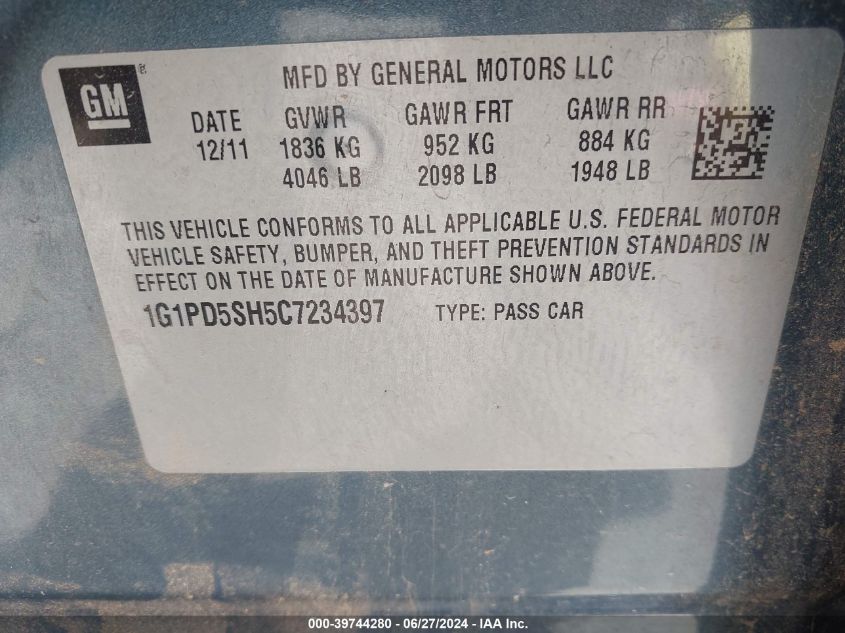 GM
MFD BY GENERAL MOTORS LLC
DATE GVWR GAWR FRT GAWR RR
12/11 1836 KG 952 KG 884 KG
4046 LB 2098 LB 1948 LB
THIS VEHICLE CONFORMS TO ALL APPLICABLE U.S. FEDERAL MOTOR
VEHICLE SAFETY, BUMPER, AND THEFT PREVENTION STANDARDS IN
EFFECT ON THE DATE OF MANUFACTURE SHOWN ABOVE.
1G1PD5SH5C7234397 TYPE: PASS CAR
000-39744280 - 06/27/2024 - IAA Inc.